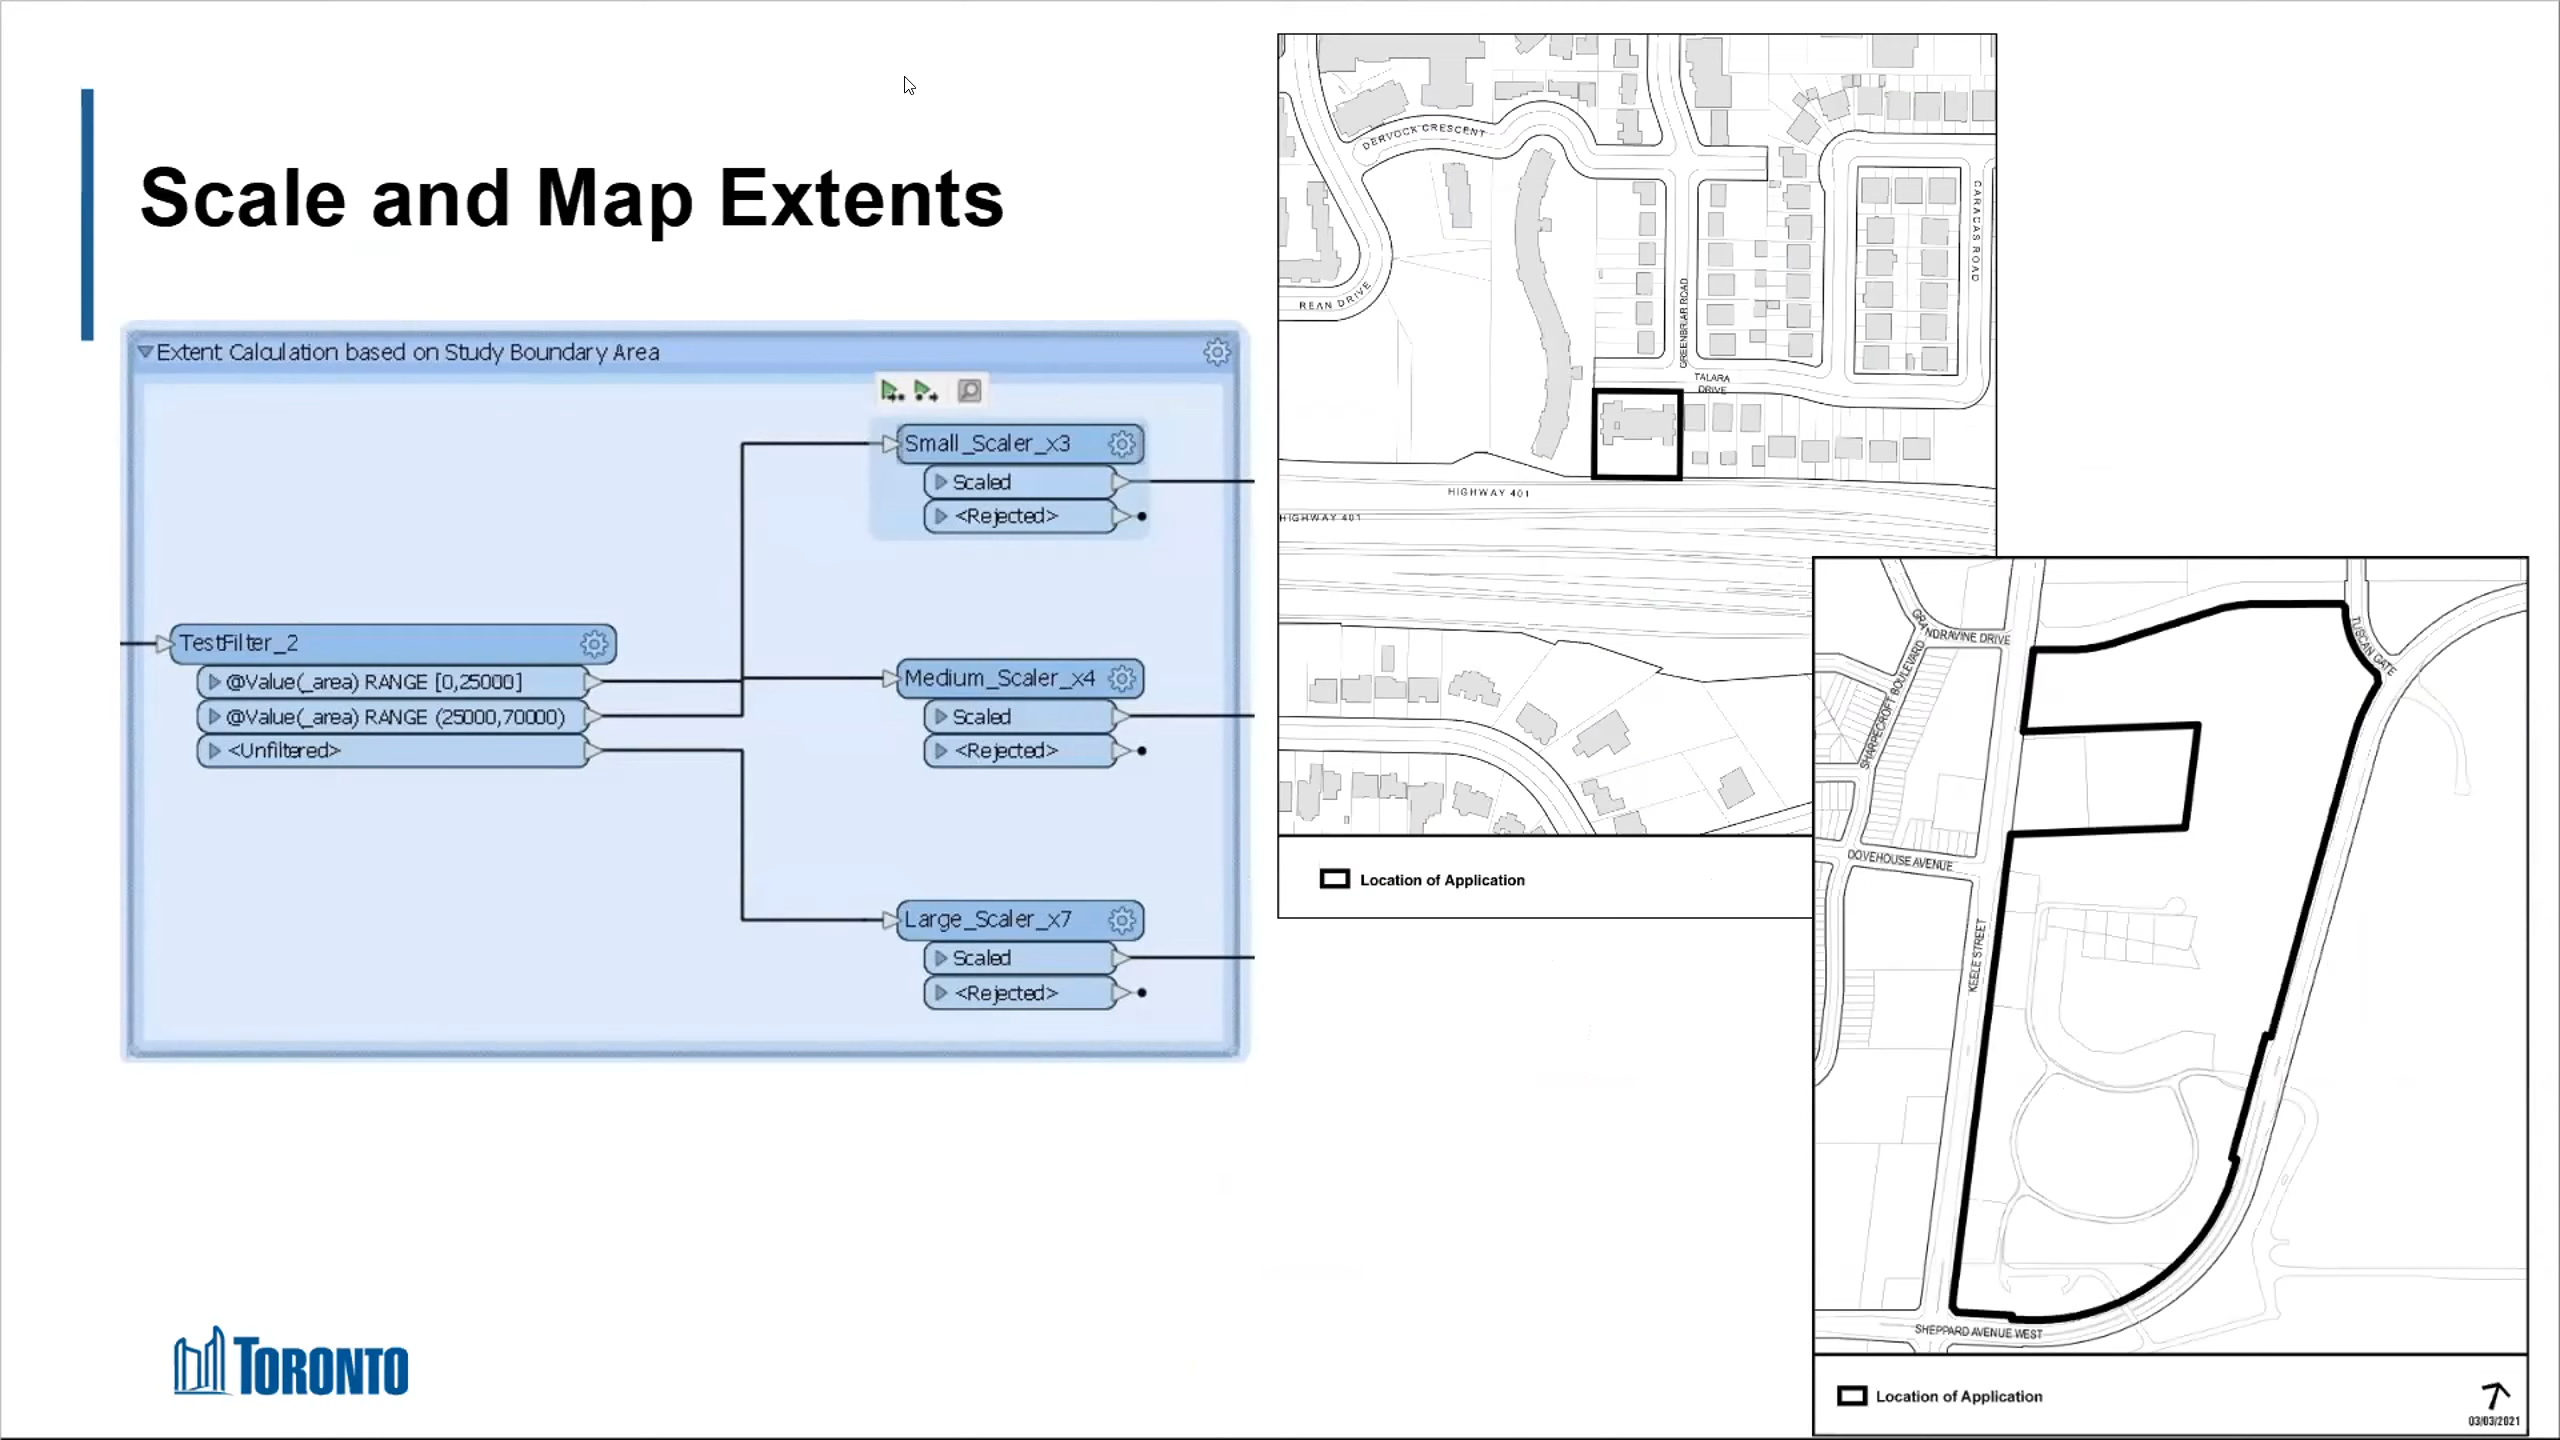 Scale and Map Extents
Extent Calculation based on Study Boundary Area
Small_Scaler_x3
Scaled
<Rejected>
TestFilter_2
@Value(_area) RANGE [0,25000]
@Value(_area) RANGE (25000,70000)
<Unfiltered>
Medium_Scaler_x4
Scaled
<Rejected>
Large_Scaler_x7
Scaled
<Rejected>
DERVOCK CRESCENT
REAN DRIVE
GREENBRIAR ROAD
CARACAS ROAD
TALARA
DRIVE
HIGHWAY 401
HIGHWAY 401
Location of Application
GRANDRAVINE DRIVE
TUSCAN GATE
SHARPECROFT BOULEVARD
DOVEHOUSE AVENUE
KEELE STREET
SHEPPARD AVENUE WEST
Location of Application
03/03/2021
TORONTO